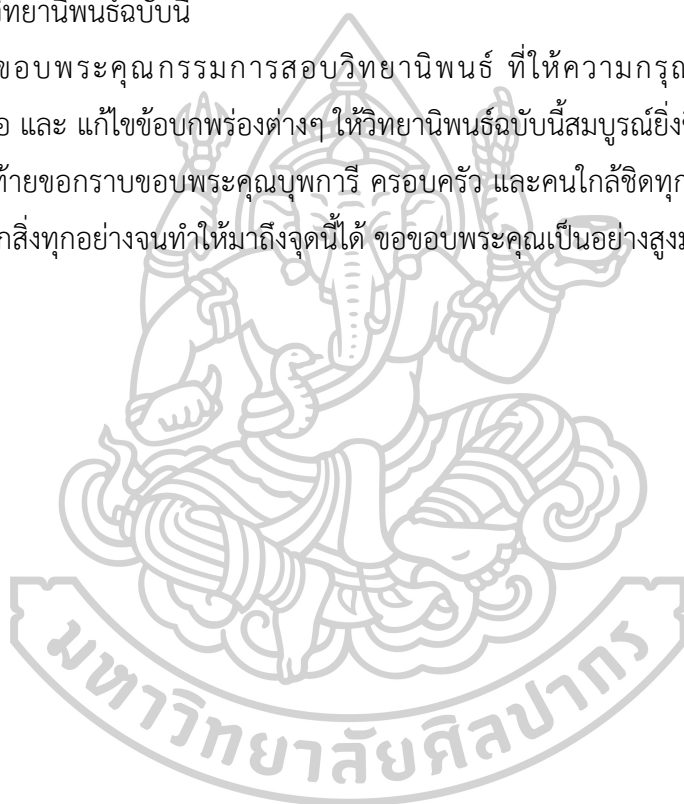 วิทยานิพนธ์ฉบับนี้
ขอบพระคุณกรรมการสอบวิทยานิพนธ์ ที่ให้ความกรุณ
อ และ แก้ไขข้อบกพร่องต่างๆ ให้วิทยานิพนธ์ฉบับนี้สมบูรณ์ยิ่งขึ
ท้ายขอกราบขอบพระคุณบุพการี ครอบครัว และคนใกล้ชิดทุก
กสิ่งทุกอย่างจนทำให้มาถึงจุดนี้ได้ ขอขอบพระคุณเป็นอย่างสูงม
มหาวิทยาลัยศิลปากร